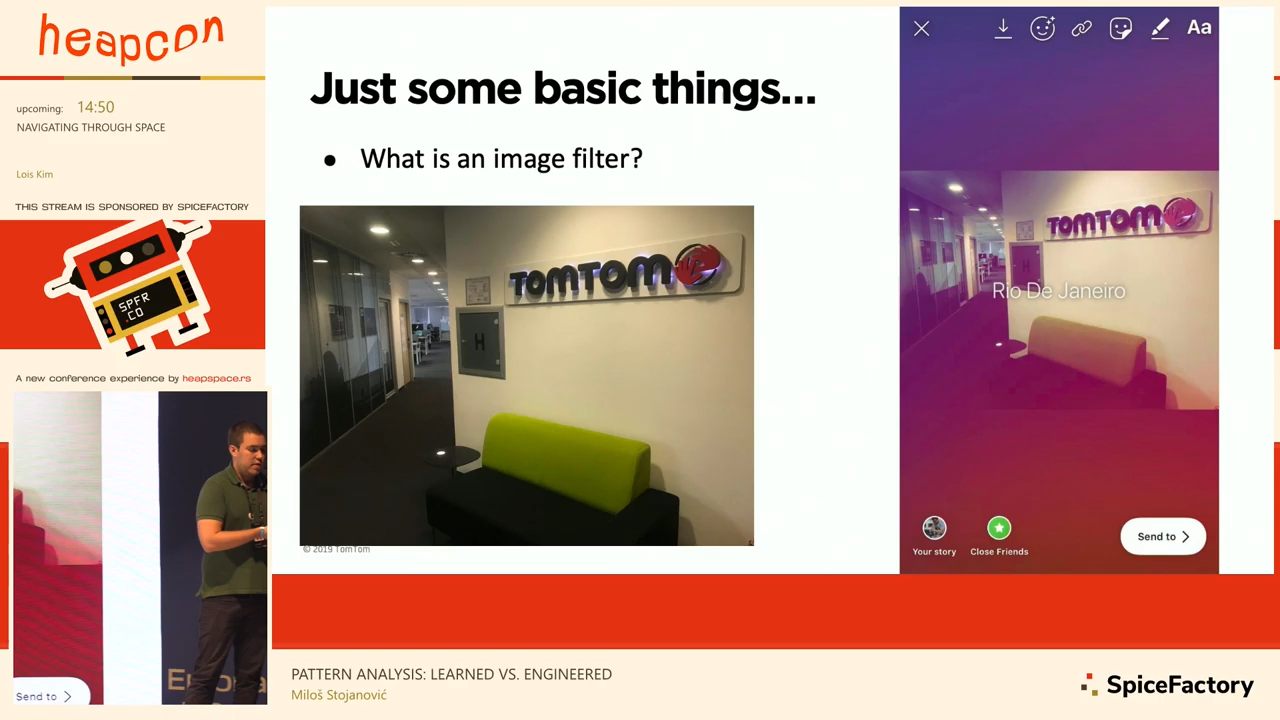 heapcon
upcoming: 14:50
NAVIGATING THROUGH SPACE
Lois Kim
THIS STREAM IS SPONSORED BY SPICEFACTORY
SPFR
.CO
A new conference experience by heapspace.rs
Send to
Just some basic things...
● What is an image filter?
TOMTOM
H
© 2019 TomTom
Aa
TOMTOM
H
Rio De Janeiro
Your story
Close Friends
Send to
PATTERN ANALYSIS: LEARNED VS. ENGINEERED
Miloš Stojanović
SpiceFactory